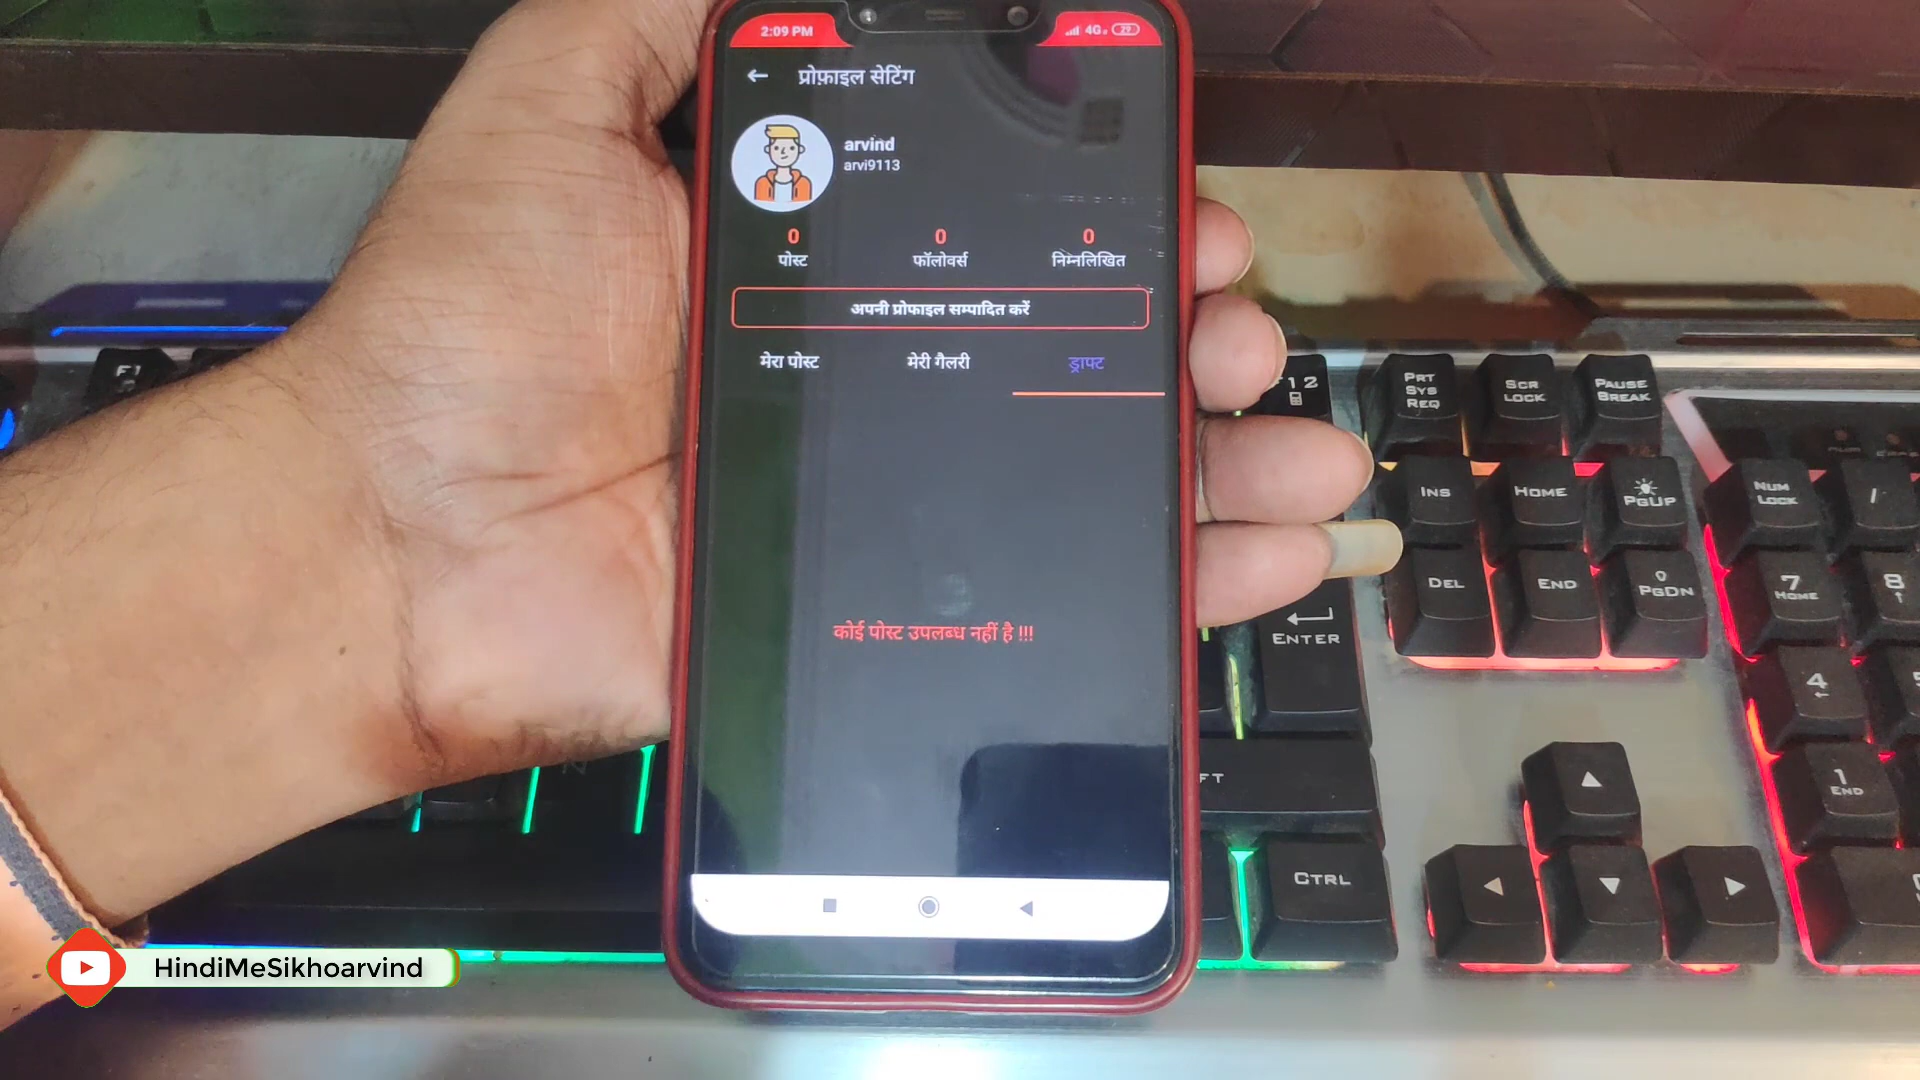 2:09 PM
4G 29
प्रोफ़ाइल सेटिंग
arvind
arvi9113
0 0 0
पोस्ट फॉलोवर्स निम्नलिखित
अपनी प्रोफाइल सम्पादित करें
मेरा पोस्ट मेरी गैलरी ड्राफ्ट
कोई पोस्ट उपलब्ध नहीं है !!!
F1
F12
PRT SYS REQ
SCR LOCK
PAUSE BREAK
INS
HOME
PGUP
NUM LOCK
/
DEL
END
PGDN
7 HOME
8
ENTER
4
1 END
CTRL
HindiMeSikhoarvind